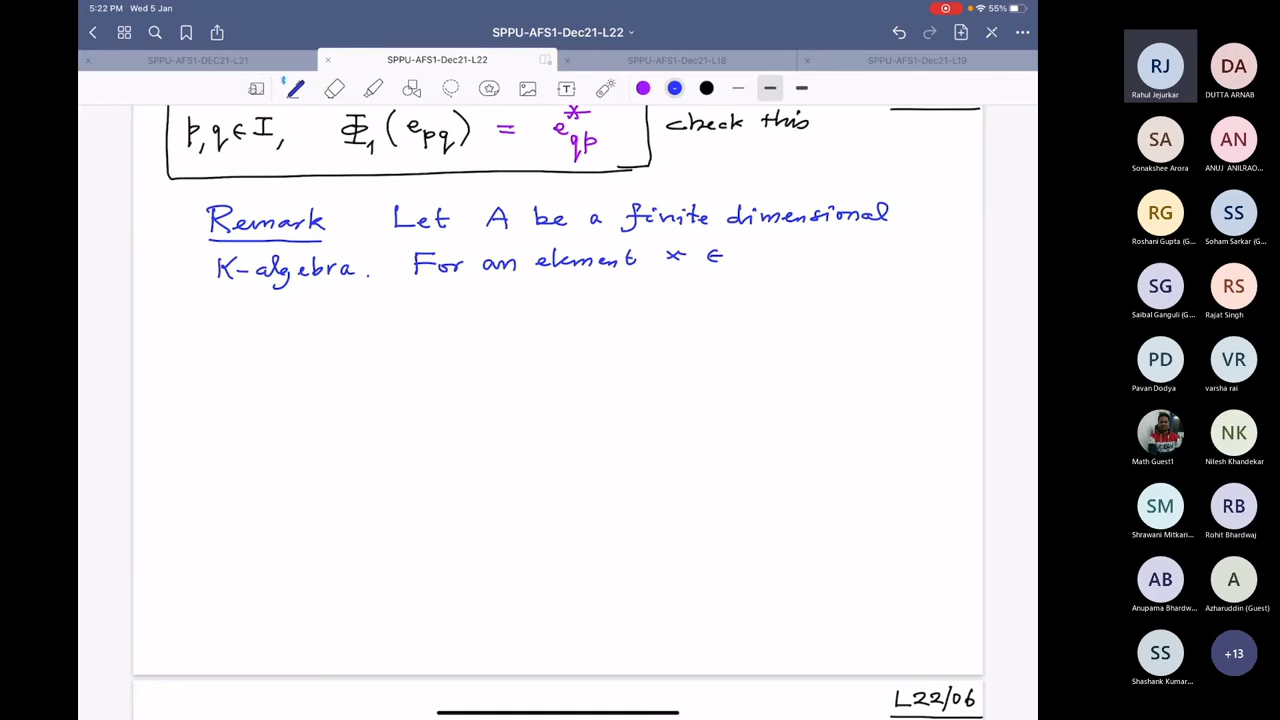 5:22 PM Wed 5 Jan
55%
SPPU-AFS1-Dec21-L22
SPPU-AFS1-DEC21-L21
SPPU-AFS1-Dec21-L22
SPPU-AFS1-Dec21-L18
SPPU-AFS1-Dec21-L19
p,q ∈ I, Φ₁(e_pq) = e*_qp check this
Remark Let A be a finite dimensional
K-algebra. For an element x ∈
L22/06
RJ
Rahul Jejurkar
DA
DUTTA ARNAB
SA
Sonakshee Arora
AN
ANUJ ANILRAO...
RG
Roshani Gupta (G...
SS
Soham Sarkar (G...
SG
Saibal Ganguli (G...
RS
Rajat Singh
PD
Pavan Dodya
VR
varsha rai
Math Guest1
NK
Nilesh Khandekar
SM
Shrawani Mitkari...
RB
Rohit Bhardwaj
AB
Anupama Bhardw...
A
Azharuddin (Guest)
SS
Shashank Kumar...
+13